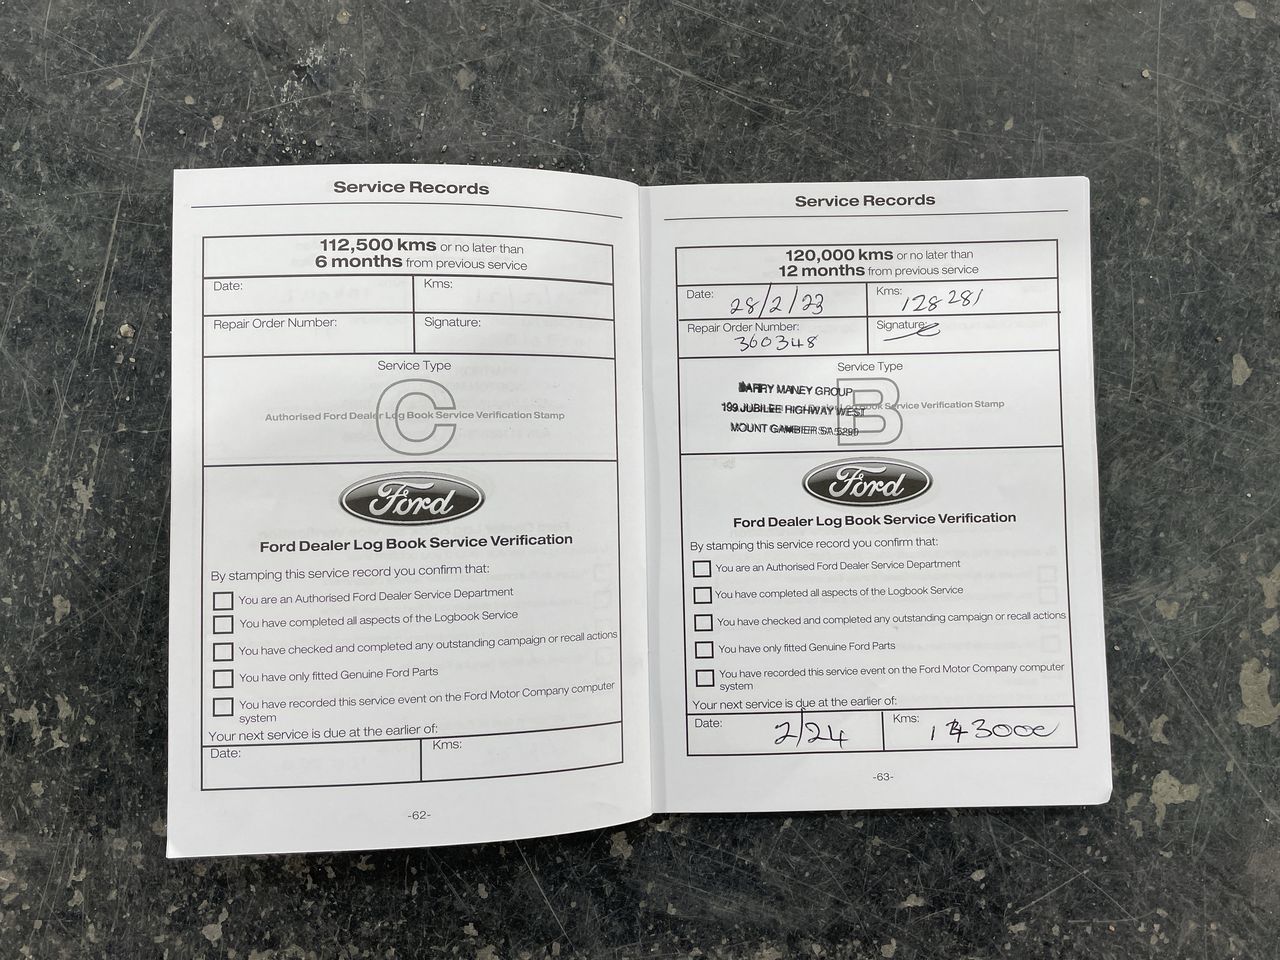 Service Records
112,500 kms or no later than
6 months from previous service
Date:
Kms:
Repair Order Number:
Signature:
Service Type
C
Authorised Ford Dealer Log Book Service Verification Stamp
Ford
Ford Dealer Log Book Service Verification
By stamping this service record you confirm that:
You are an Authorised Ford Dealer Service Department
You have completed all aspects of the Logbook Service
You have checked and completed any outstanding campaign or recall actions
You have only fitted Genuine Ford Parts
You have recorded this service event on the Ford Motor Company computer
system
Your next service is due at the earlier of:
Date:
Kms:
-62-
Service Records
120,000 kms or no later than
12 months from previous service
Date: 28/2/23
Kms: 128281
Repair Order Number:
360348
Signature:
Service Type
B
BARRY MANEY GROUP
199 JUBILEE HIGHWAY WEST
Book Service Verification Stamp
MOUNT GAMBIER SA 5290
Ford
Ford Dealer Log Book Service Verification
By stamping this service record you confirm that:
You are an Authorised Ford Dealer Service Department
You have completed all aspects of the Logbook Service
You have checked and completed any outstanding campaign or recall actions
You have only fitted Genuine Ford Parts
You have recorded this service event on the Ford Motor Company computer
system
Your next service is due at the earlier of:
Date: 2/24
Kms: 143000
-63-